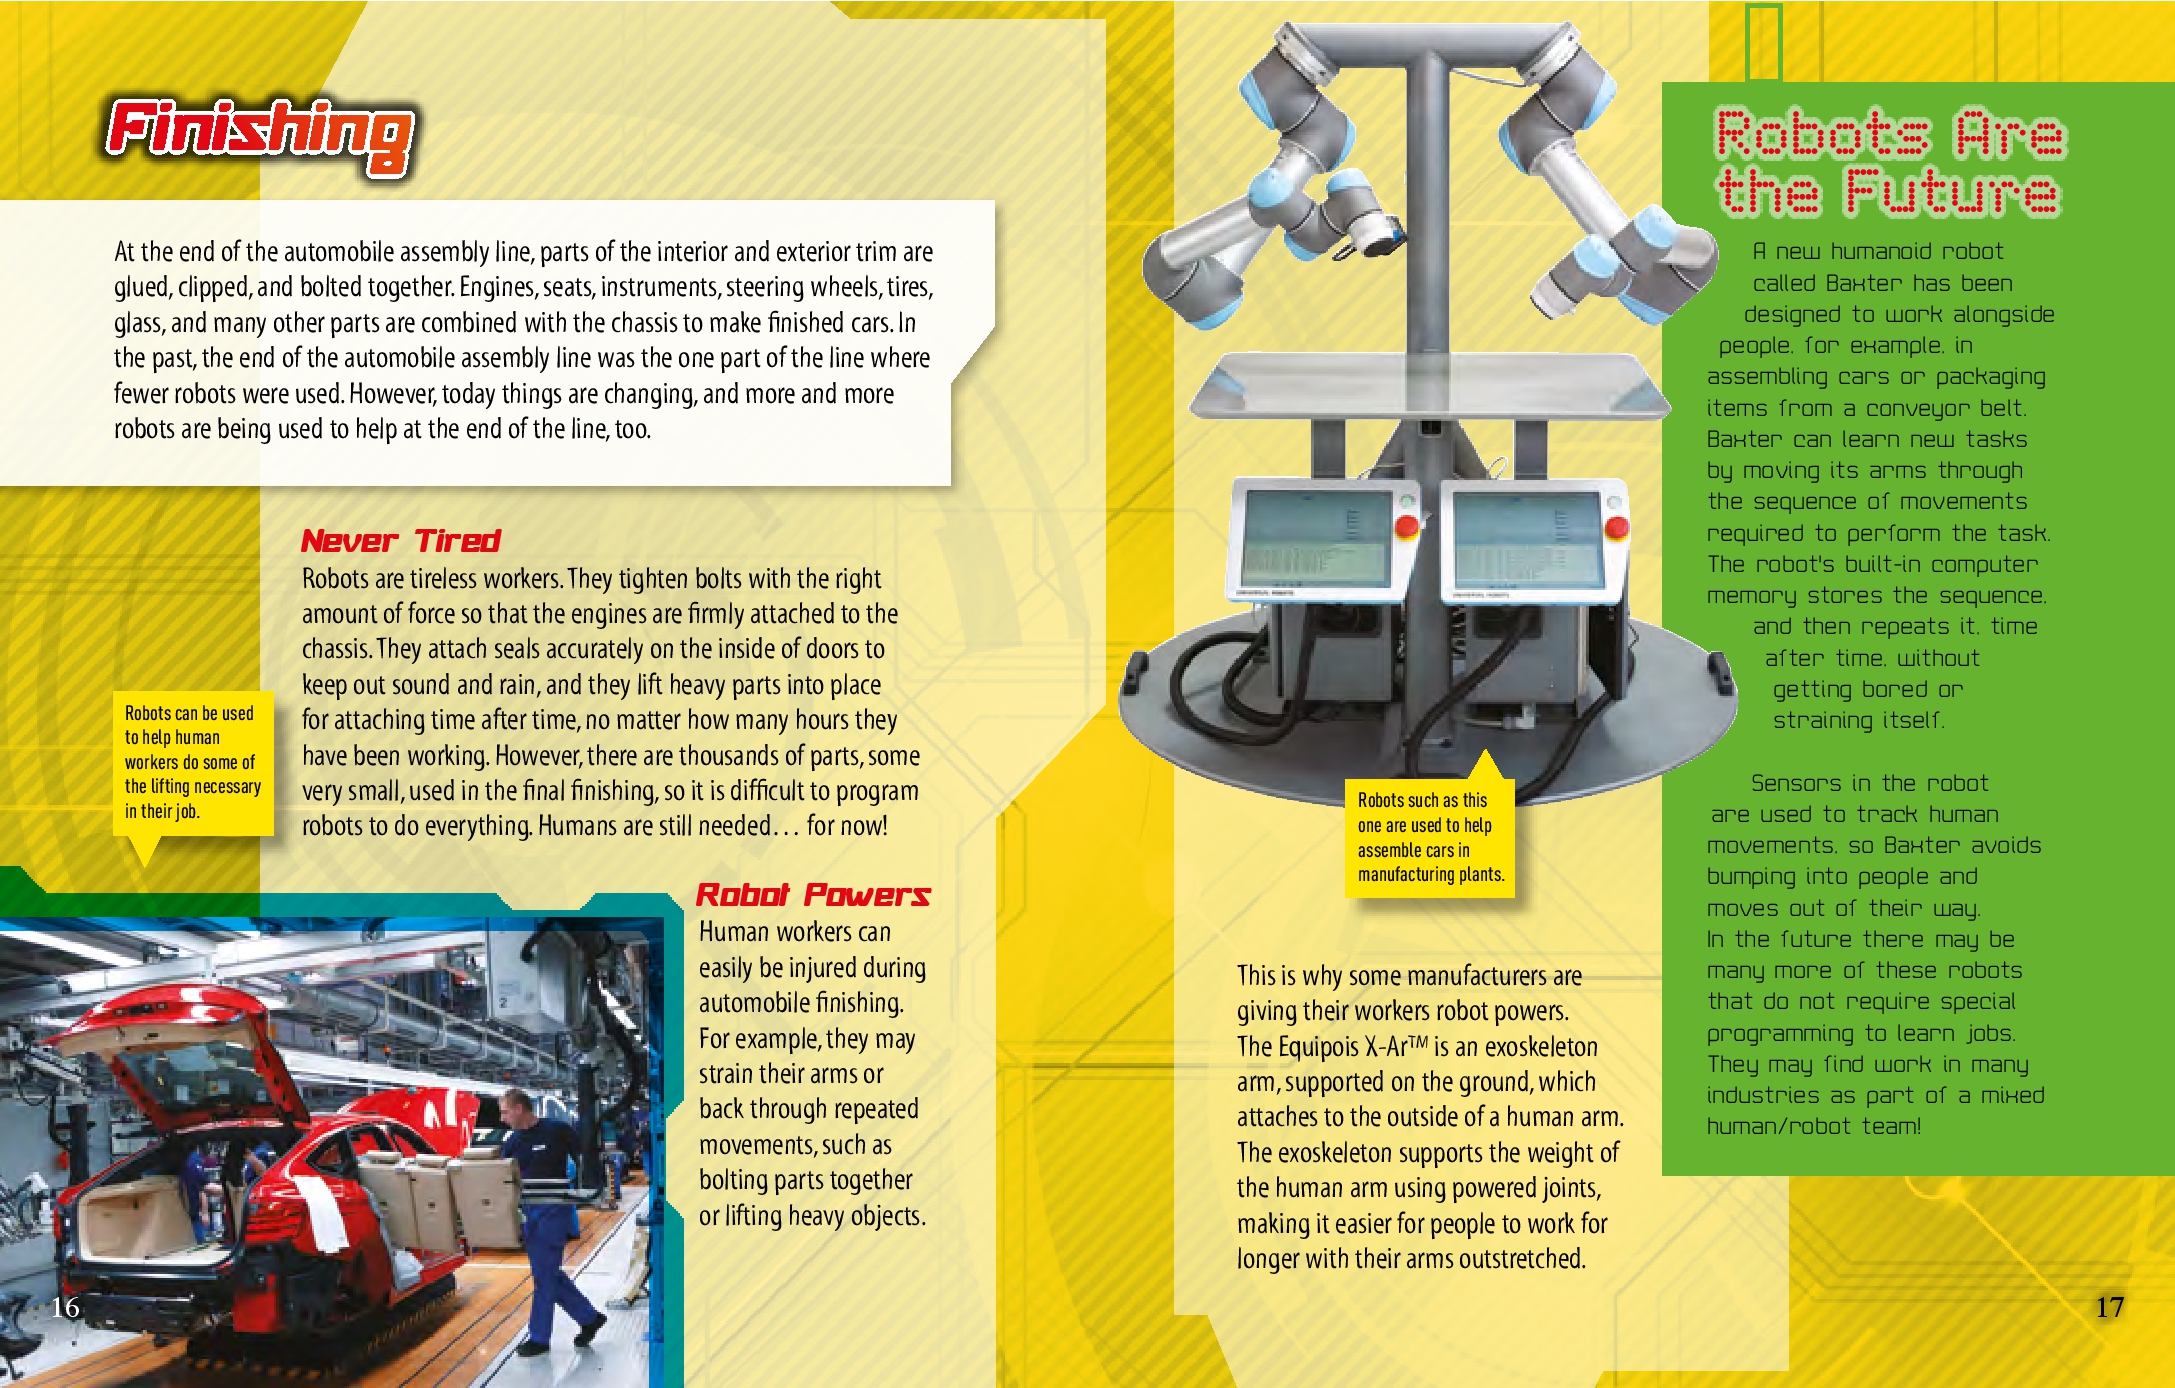 Finishing
At the end of the automobile assembly line, parts of the interior and exterior trim are
glued, clipped, and bolted together. Engines, seats, instruments, steering wheels, tires,
glass, and many other parts are combined with the chassis to make finished cars. In
the past, the end of the automobile assembly line was the one part of the line where
fewer robots were used. However, today things are changing, and more and more
robots are being used to help at the end of the line, too.
Never Tired
Robots are tireless workers. They tighten bolts with the right
amount of force so that the engines are firmly attached to the
chassis. They attach seals accurately on the inside of doors to
keep out sound and rain, and they lift heavy parts into place
for attaching time after time, no matter how many hours they
have been working. However, there are thousands of parts, some
very small, used in the final finishing, so it is difficult to program
robots to do everything. Humans are still needed… for now!
Robots can be used
to help human
workers do some of
the lifting necessary
in their job.
Robot Powers
Human workers can
easily be injured during
automobile finishing.
For example, they may
strain their arms or
back through repeated
movements, such as
bolting parts together
or lifting heavy objects.
2
16
UNIVERSAL ROBOTS
UNIVERSAL ROBOTS
Robots such as this
one are used to help
assemble cars in
manufacturing plants.
This is why some manufacturers are
giving their workers robot powers.
The Equipois X-Ar™ is an exoskeleton
arm, supported on the ground, which
attaches to the outside of a human arm.
The exoskeleton supports the weight of
the human arm using powered joints,
making it easier for people to work for
longer with their arms outstretched.
Robots Are
the Future
A new humanoid robot
called Baxter has been
designed to work alongside
people, for example, in
assembling cars or packaging
items from a conveyor belt.
Baxter can learn new tasks
by moving its arms through
the sequence of movements
required to perform the task.
The robot's built-in computer
memory stores the sequence,
and then repeats it, time
after time, without
getting bored or
straining itself.
Sensors in the robot
are used to track human
movements, so Baxter avoids
bumping into people and
moves out of their way.
In the future there may be
many more of these robots
that do not require special
programming to learn jobs.
They may find work in many
industries as part of a mixed
human/robot team!
17